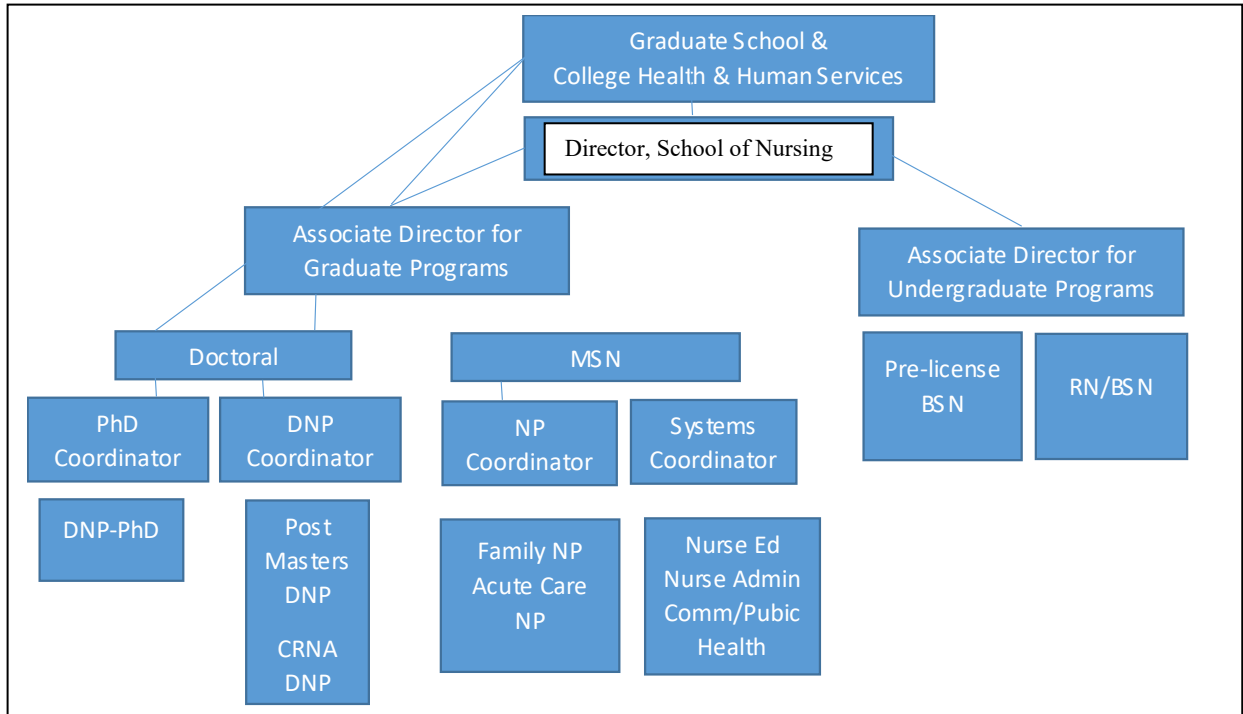 Graduate School &
College Health & Human Services
Director, School of Nursing
Associate Director for
Graduate Programs
Associate Director for
Undergraduate Programs
Doctoral
MSN
Pre-license
BSN
RN/BSN
PhD
Coordinator
DNP
Coordinator
NP
Coordinator
Systems
Coordinator
DNP-PhD
Post
Masters
DNP
CRNA
DNP
Family NP
Acute Care
NP
Nurse Ed
Nurse Admin
Comm/Pubic
Health